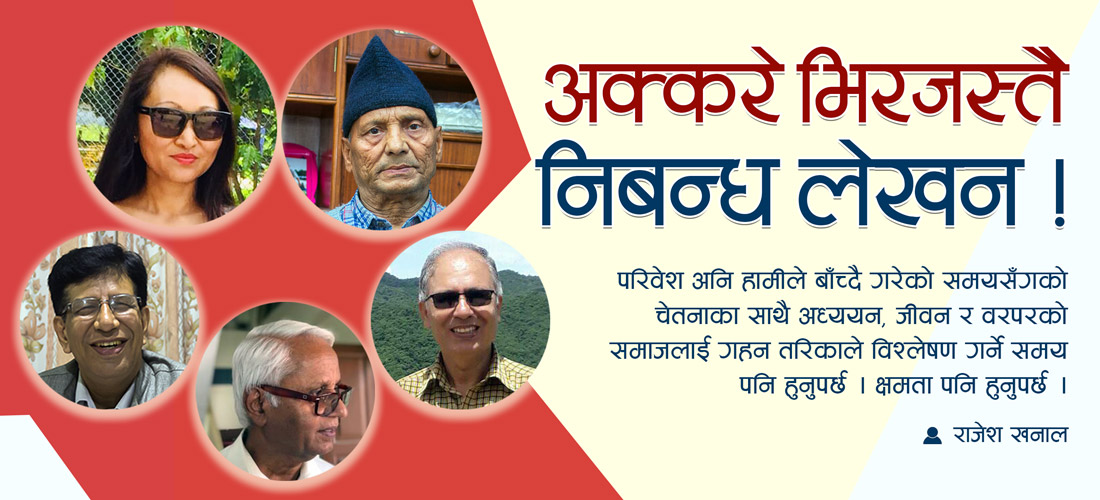 अक्करे भिरजस्तै
निबन्ध लेखन !
परिवेश अनि हामीले बाँच्दै गरेको समयसँगको
चेतनाका साथै अध्ययन, जीवन र वरपरको
समाजलाई गहन तरिकाले विश्लेषण गर्ने समय
पनि हुनुपर्छ । क्षमता पनि हुनुपर्छ ।
राजेश खनाल